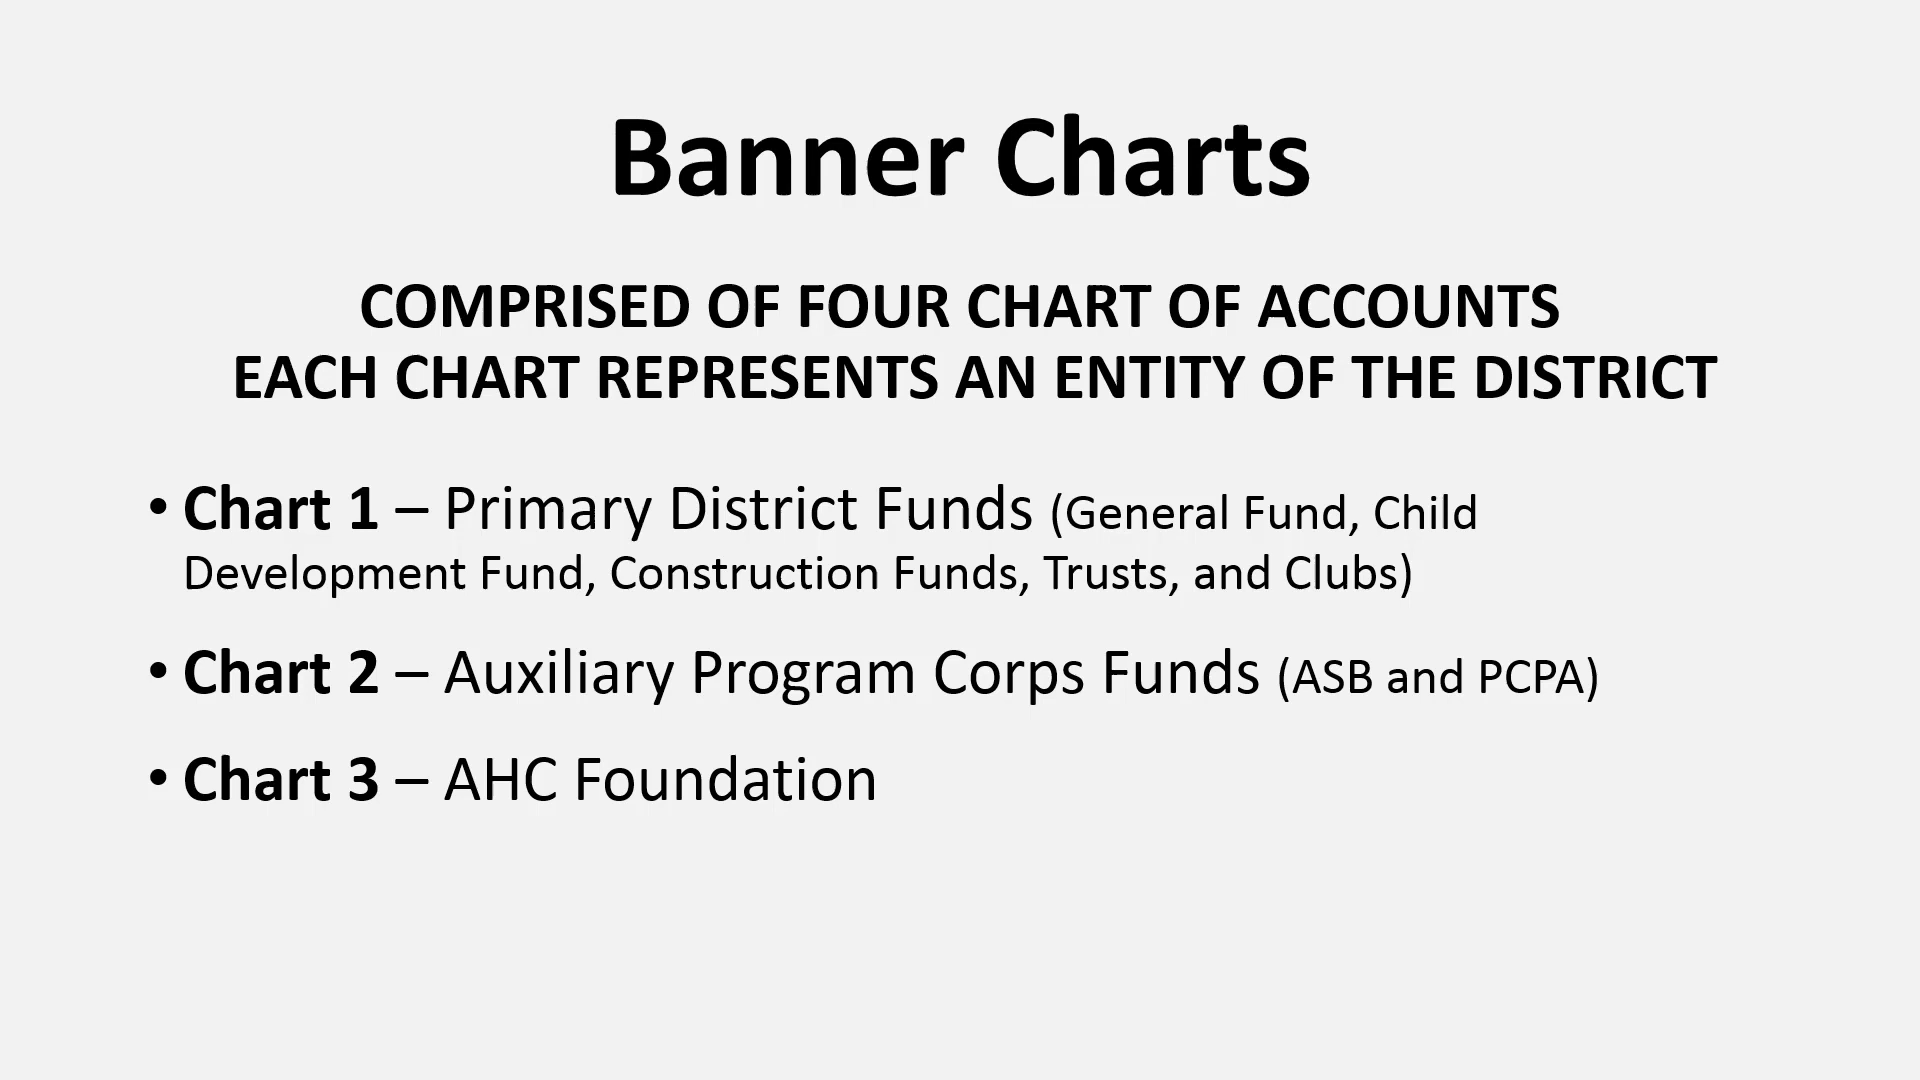 Banner Charts
COMPRISED OF FOUR CHART OF ACCOUNTS
EACH CHART REPRESENTS AN ENTITY OF THE DISTRICT
• Chart 1 – Primary District Funds (General Fund, Child
Development Fund, Construction Funds, Trusts, and Clubs)
• Chart 2 – Auxiliary Program Corps Funds (ASB and PCPA)
• Chart 3 – AHC Foundation